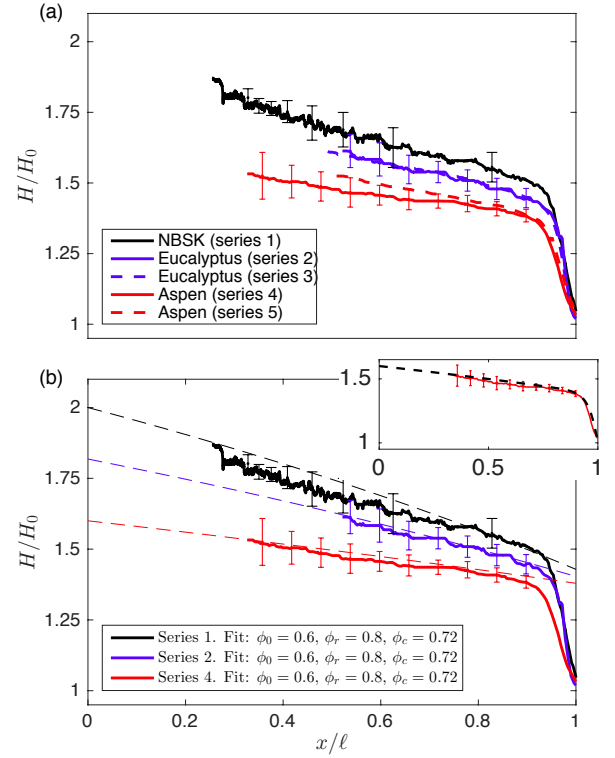 (a)
2
1.75
1.5
1.25
1
H/H₀
NBSK (series 1)
Eucalyptus (series 2)
Eucalyptus (series 3)
Aspen (series 4)
Aspen (series 5)
(b)
1.5
1
0 0.5 1
2
1.75
1.5
1.25
1
H/H₀
Series 1. Fit: ϕ₀ = 0.6, ϕᵣ = 0.8, ϕ_c = 0.72
Series 2. Fit: ϕ₀ = 0.6, ϕᵣ = 0.8, ϕ_c = 0.72
Series 4. Fit: ϕ₀ = 0.6, ϕᵣ = 0.8, ϕ_c = 0.72
0 0.2 0.4 0.6 0.8 1
x/ℓ